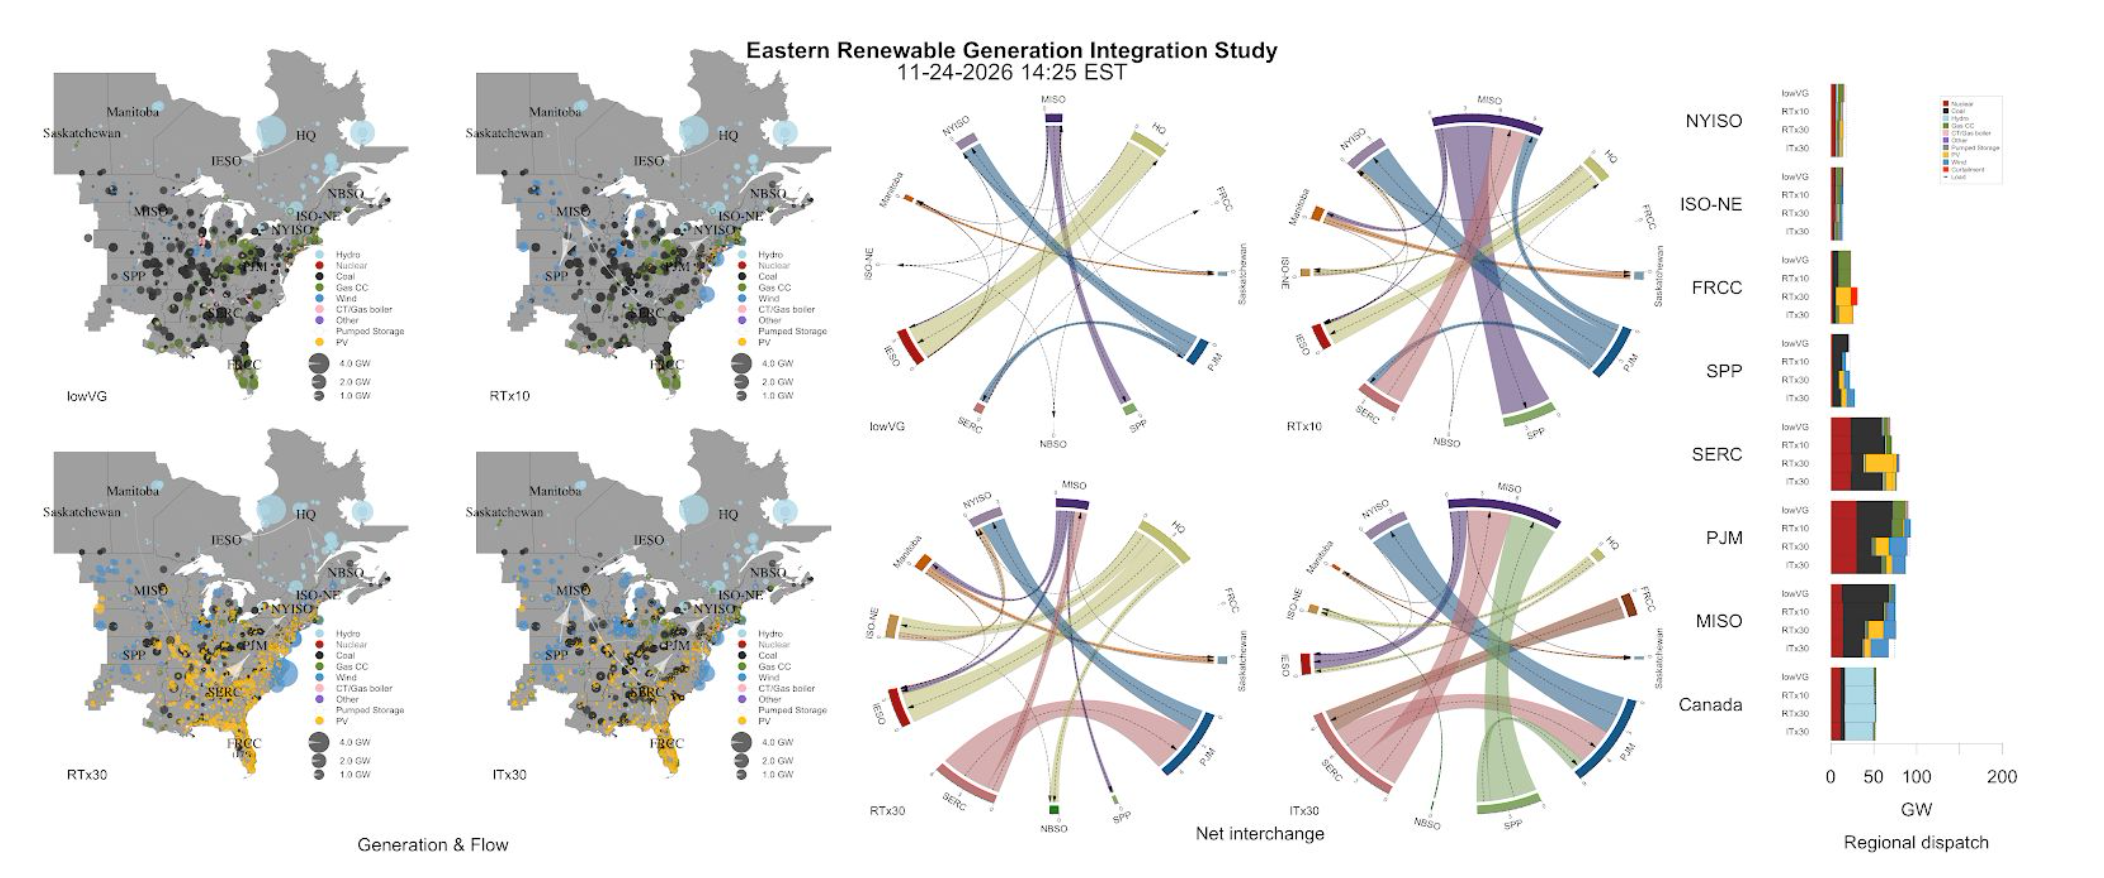 Eastern Renewable Generation Integration Study
11-24-2026 14:25 EST
Manitoba
Saskatchewan
HQ
IESO
NBSO
MISO
ISO-NE
NYISO
PJM
SPP
SERC
FRCC
Hydro
Nuclear
Coal
Gas CC
Wind
CT/Gas boiler
Other
Pumped Storage
PV
4.0 GW
2.0 GW
1.0 GW
lowVG
Manitoba
Saskatchewan
HQ
IESO
NBSO
MISO
ISO-NE
NYISO
PJM
SPP
SERC
FRCC
Hydro
Nuclear
Coal
Gas CC
Wind
CT/Gas boiler
Other
Pumped Storage
PV
4.0 GW
2.0 GW
1.0 GW
RTx10
Manitoba
Saskatchewan
HQ
IESO
NBSO
MISO
ISO-NE
NYISO
PJM
SPP
SERC
FRCC
Hydro
Nuclear
Coal
Gas CC
Wind
CT/Gas boiler
Other
Pumped Storage
PV
4.0 GW
2.0 GW
1.0 GW
RTx30
Manitoba
Saskatchewan
HQ
IESO
NBSO
MISO
ISO-NE
NYISO
PJM
SPP
SERC
FRCC
Hydro
Nuclear
Coal
Gas CC
Wind
CT/Gas boiler
Other
Pumped Storage
PV
4.0 GW
2.0 GW
1.0 GW
ITx30
Generation & Flow
MISO
HQ
FRCC
Saskatchewan
PJM
SPP
NBSO
SERC
IESO
ISO-NE
Manitoba
NYISO
lowVG
MISO
HQ
FRCC
Saskatchewan
PJM
SPP
NBSO
SERC
IESO
ISO-NE
Manitoba
NYISO
RTx10
MISO
HQ
FRCC
Saskatchewan
PJM
SPP
NBSO
SERC
IESO
ISO-NE
Manitoba
NYISO
RTx30
MISO
HQ
FRCC
Saskatchewan
PJM
SPP
NBSO
SERC
IESO
ISO-NE
Manitoba
NYISO
ITx30
Net interchange
NYISO
lowVG
RTx10
RTx30
ITx30
ISO-NE
lowVG
RTx10
RTx30
ITx30
FRCC
lowVG
RTx10
RTx30
ITx30
SPP
lowVG
RTx10
RTx30
ITx30
SERC
lowVG
RTx10
RTx30
ITx30
PJM
lowVG
RTx10
RTx30
ITx30
MISO
lowVG
RTx10
RTx30
ITx30
Canada
lowVG
RTx10
RTx30
ITx30
Nuclear
Coal
Hydro
Gas CC
CT/Gas boiler
Other
Pumped Storage
PV
Wind
Curtailment
Load
0 50 100 200
GW
Regional dispatch